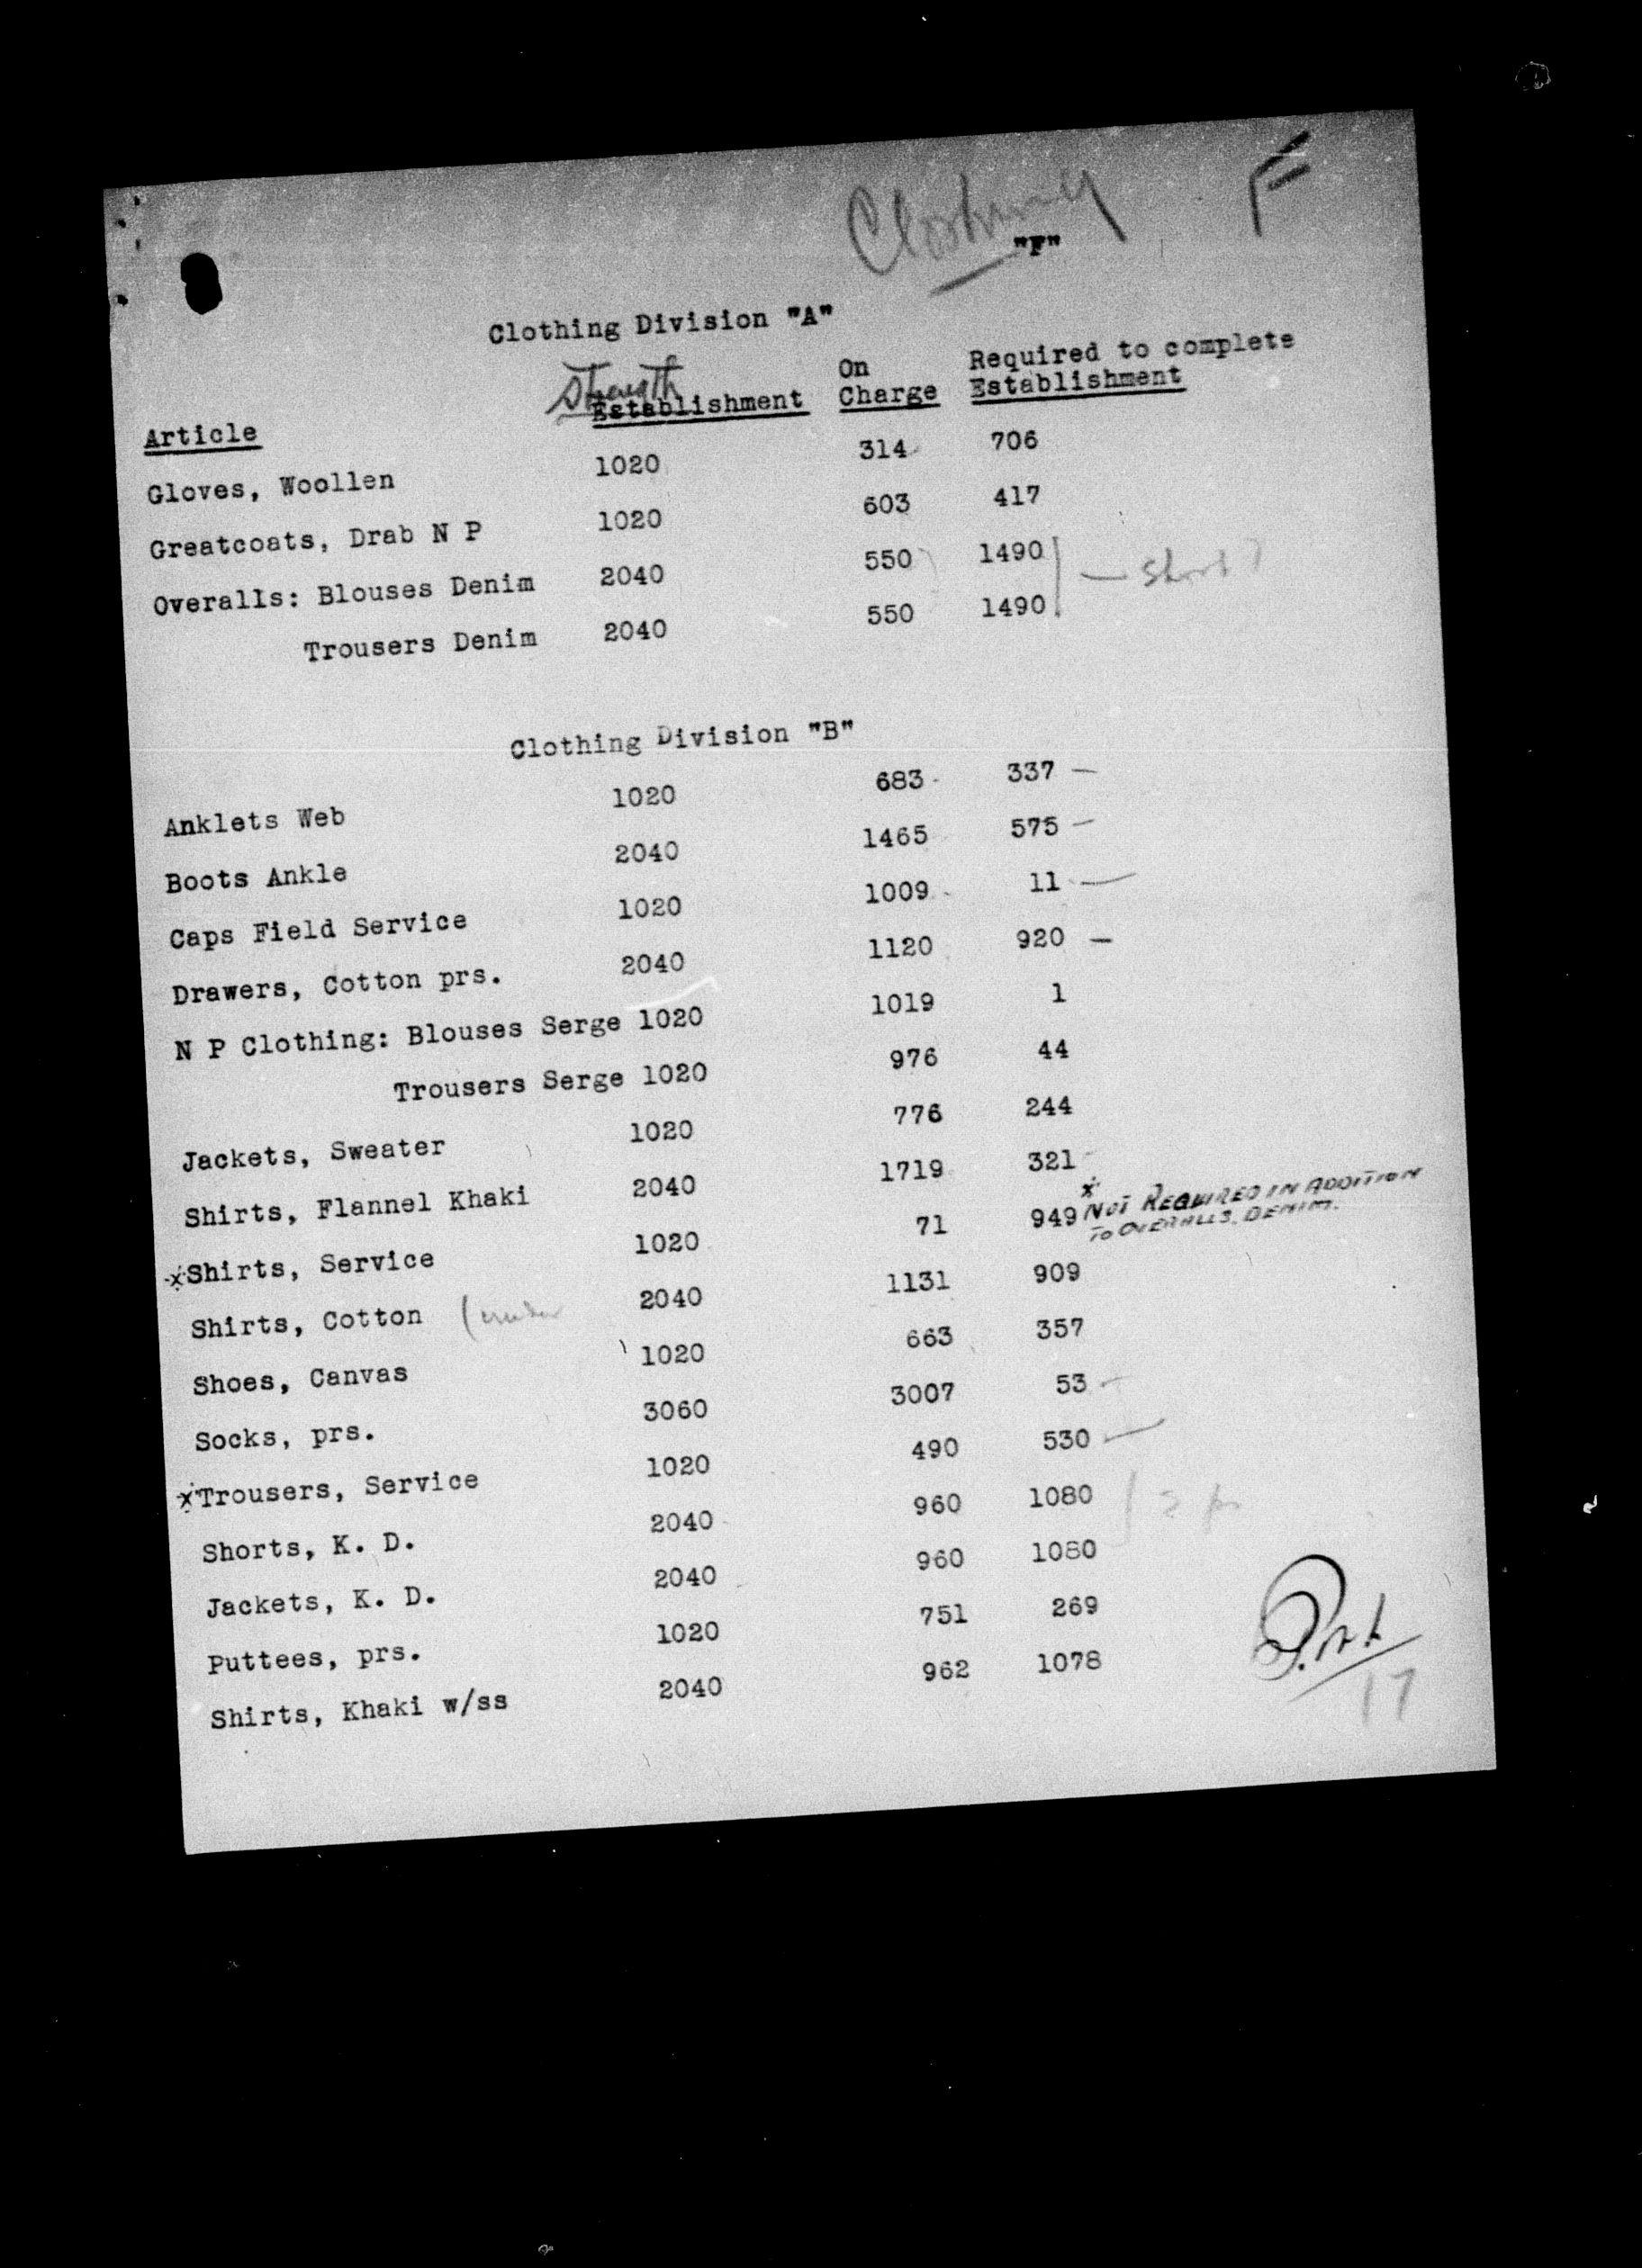 Clothing F
"F"
Clothing Division "A"
Strength
Article Establishment On Charge Required to complete Establishment
Gloves, Woollen 1020 314 706
Greatcoats, Drab N P 1020 603 417
Overalls: Blouses Denim 2040 550 1490 — Short?
Trousers Denim 2040 550 1490
Clothing Division "B"
Anklets Web 1020 683 337 —
Boots Ankle 2040 1465 575 —
Caps Field Service 1020 1009 11 —
Drawers, Cotton prs. 2040 1120 920 —
N P Clothing: Blouses Serge 1020 1019 1
Trousers Serge 1020 976 44
Jackets, Sweater 1020 776 244
Shirts, Flannel Khaki 2040 1719 321
xShirts, Service 1020 71 949 x NOT REQUIRED IN ADDITION
TO OVERALLS. DENIM.
Shirts, Cotton (under 2040 1131 909
Shoes, Canvas 1020 663 357
Socks, prs. 3060 3007 53
xTrousers, Service 1020 490 530
Shorts, K. D. 2040 960 1080
Jackets, K. D. 2040 960 1080
Puttees, prs. 1020 751 269
Shirts, Khaki w/ss 2040 962 1078
17